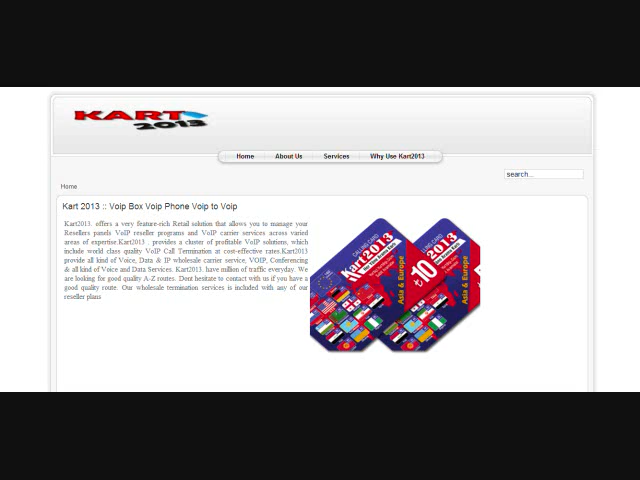 KART
2013
Home About Us Services Why Use Kart2013
search...
Home
Kart 2013 :: Voip Box Voip Phone Voip to Voip
Kart2013. offers a very feature-rich Retail solution that allows you to manage your
Resellers panels VoIP reseller programs and VoIP carrier services across varied
areas of expertise.Kart2013 . provides a cluster of profitable VoIP solutions, which
include world class quality VoIP Call Termination at cost-effective rates.Kart2013
provide all kind of Voice, Data & IP wholesale carrier service, VOIP, Conferencing
& all kind of Voice and Data Services. Kart2013. have million of traffic everyday. We
are looking for good quality A-Z routes. Dont hesitate to contact with us if you have a
good quality route. Our wholesale termination services is included with any of our
reseller plans
CALLING CARD
Kart2013
Asia & Europe
CALLING CARD
2013
10
Asia & Europe